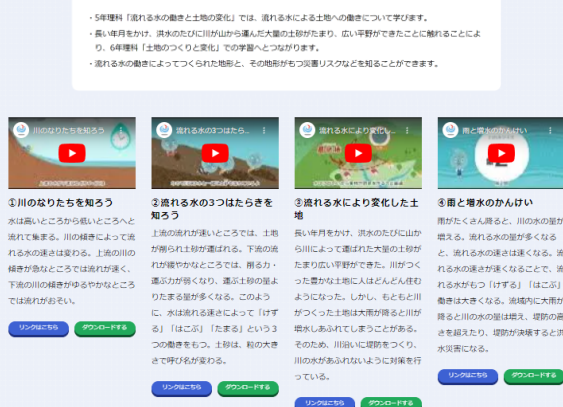 ・5年理科「流れる水の働きと土地の変化」では、流れる水による土地への働きについて学びます。
・長い年月をかけ、洪水のたびに川が山から運んだ大量の土砂がたまり、広い平野ができたことに触れることによ
り、6年理科「土地のつくりと変化」での学習へとつながります。
・流れる水の働きによってつくられた地形と、その地形がもつ災害リスクなどを知ることができます。
川のなりたちを知ろう
①川のなりたちを知ろう
水は高いところから低いところへと
流れて集まる。川の傾きによって流
れる水の速さは変わる。上流の川の
傾きが急なところでは流れが速く、
下流の川の傾きがゆるやかなところ
では流れがおそい。
リンクはこちら
ダウンロードする
流れる水の3つはたら...
②流れる水の3つはたらきを
知ろう
上流の流れが速いところでは、土地
が削られ土砂が運ばれる。下流の流
れが緩やかなところでは、削る力・
運ぶ力が弱くなり、運ぶ土砂の量よ
りたまる量が多くなる。このよう
に、水は流れる速さによって「けず
る」「はこぶ」「たまる」という3
つの働きをもつ。土砂は、粒の大き
さで呼び名が変わる。
リンクはこちら
ダウンロードする
流れる水により変化し...
③流れる水により変化した土
地
長い年月をかけ、洪水のたびに山か
ら川によって運ばれた大量の土砂が
たまり広い平野ができた。川がつく
った豊かな土地に人はどんどん住む
ようになった。しかし、もともと川
がつくった土地は大雨が降ると川が
増水しあふれてしまうことがある。
そのため、川沿いに堤防をつくり、
川の水があふれないように対策を行
っている。
リンクはこちら
ダウンロードする
雨と増水のかんけい
④雨と増水のかんけい
雨がたくさん降ると、川の水の量が
増える。流れる水の量が多くなる
と、流れる水の速さは速くなる。流
れる水の速さが速くなることで、流
れる水がもつ「けずる」「はこぶ」
働きは大きくなる。流域内に大雨が
降ると川の水の量は増え、堤防の高
さを超えたり、堤防が決壊すると洪
水災害になる。
リンクはこちら
ダウンロードする